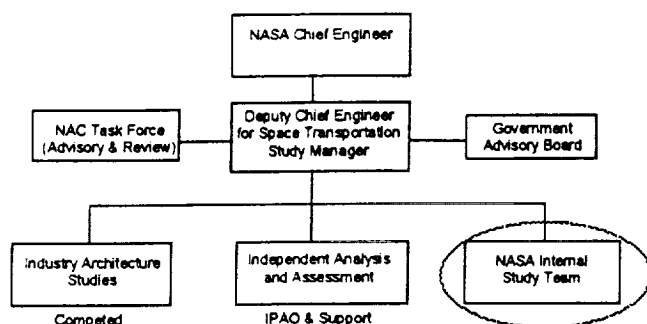 NASA Chief Engineer
Deputy Chief Engineer
for Space Transportation
Study Manager
NAC Task Force
(Advisory & Review)
Government
Advisory Board
Industry Architecture
Studies
Competed
Independent Analysis
and Assessment
IPAO & Support
NASA Internal
Study Team